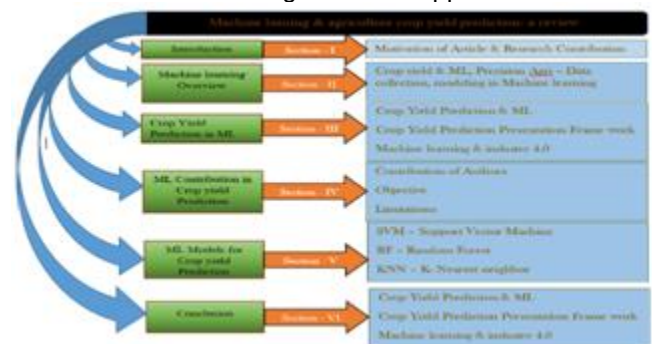 Machine learning & agriculture crop yield prediction: a review
Introduction
Section - I
Motivation of Article & Research Contribution
Machine learning
Overview
Section - II
Crop yield & ML, Precision Agri – Data
collection, modeling in Machine learning
Crop Yield
Prediction in ML
Section - III
Crop Yield Prediction & ML
Crop Yield Prediction Presentation Frame work
Machine learning & industry 4.0
ML Contribution in
Crop yield
Prediction
Section - IV
Contribution of Authors
Objective
Limitations
ML Models for
Crop yield
Prediction
Section - V
SVM – Support Vector Machine
RF – Random Forest
KNN – K- Nearest neighbor
Conclusion
Section - VI
Crop Yield Prediction & ML
Crop Yield Prediction Presentation Frame work
Machine learning & industry 4.0